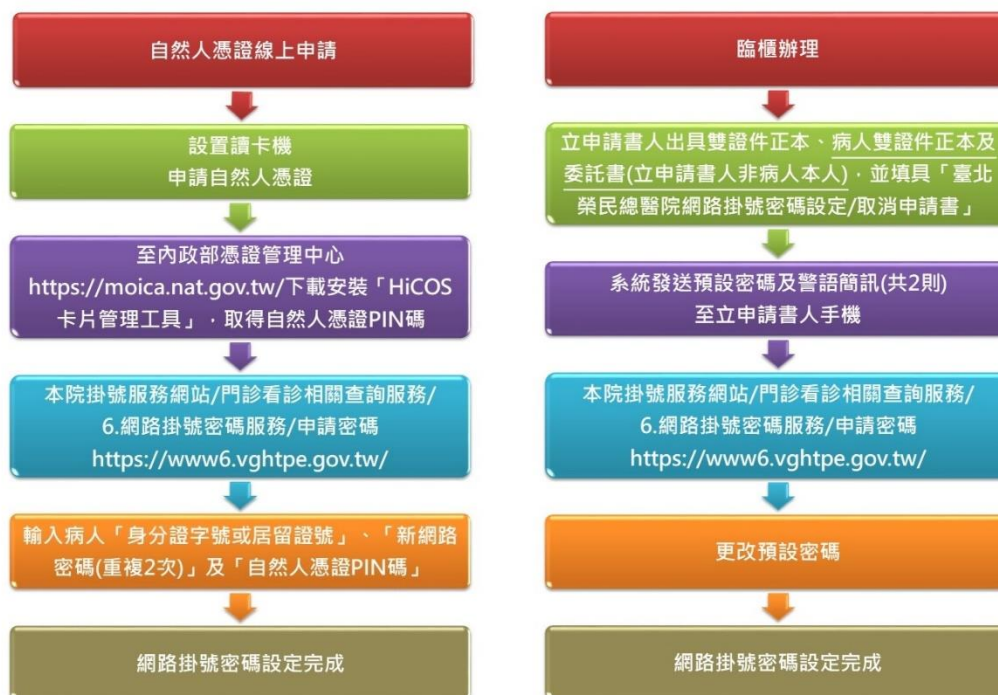 自然人憑證線上申請
設置讀卡機
申請自然人憑證
至內政部憑證管理中心
https://moica.nat.gov.tw/下載安裝「HiCOS
卡片管理工具」，取得自然人憑證PIN碼
本院掛號服務網站/門診看診相關查詢服務/
6.網路掛號密碼服務/申請密碼
https://www6.vghtpe.gov.tw/
輸入病人「身分證字號或居留證號」、「新網路
密碼(重複2次)」及「自然人憑證PIN碼」
網路掛號密碼設定完成
臨櫃辦理
立申請書人出具雙證件正本、病人雙證件正本及
委託書(立申請書人非病人本人)，並填具「臺北
榮民總醫院網路掛號密碼設定/取消申請書」
系統發送預設密碼及警語簡訊(共2則)
至立申請書人手機
本院掛號服務網站/門診看診相關查詢服務/
6.網路掛號密碼服務/申請密碼
https://www6.vghtpe.gov.tw/
更改預設密碼
網路掛號密碼設定完成